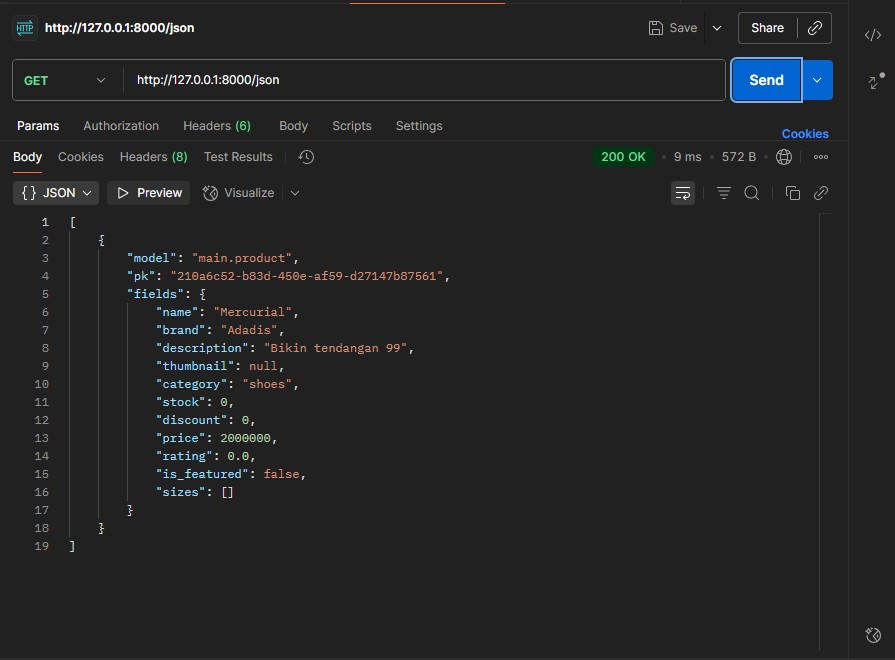 HTTP http://127.0.0.1:8000/json Save Share
GET http://127.0.0.1:8000/json Send
Params Authorization Headers (6) Body Scripts Settings Cookies
Body Cookies Headers (8) Test Results 200 OK • 9 ms • 572 B •
{} JSON Preview Visualize
1 [
2 {
3 "model": "main.product",
4 "pk": "210a6c52-b83d-450e-af59-d27147b87561",
5 "fields": {
6 "name": "Mercurial",
7 "brand": "Adadis",
8 "description": "Bikin tendangan 99",
9 "thumbnail": null,
10 "category": "shoes",
11 "stock": 0,
12 "discount": 0,
13 "price": 2000000,
14 "rating": 0.0,
15 "is_featured": false,
16 "sizes": []
17 }
18 }
19 ]